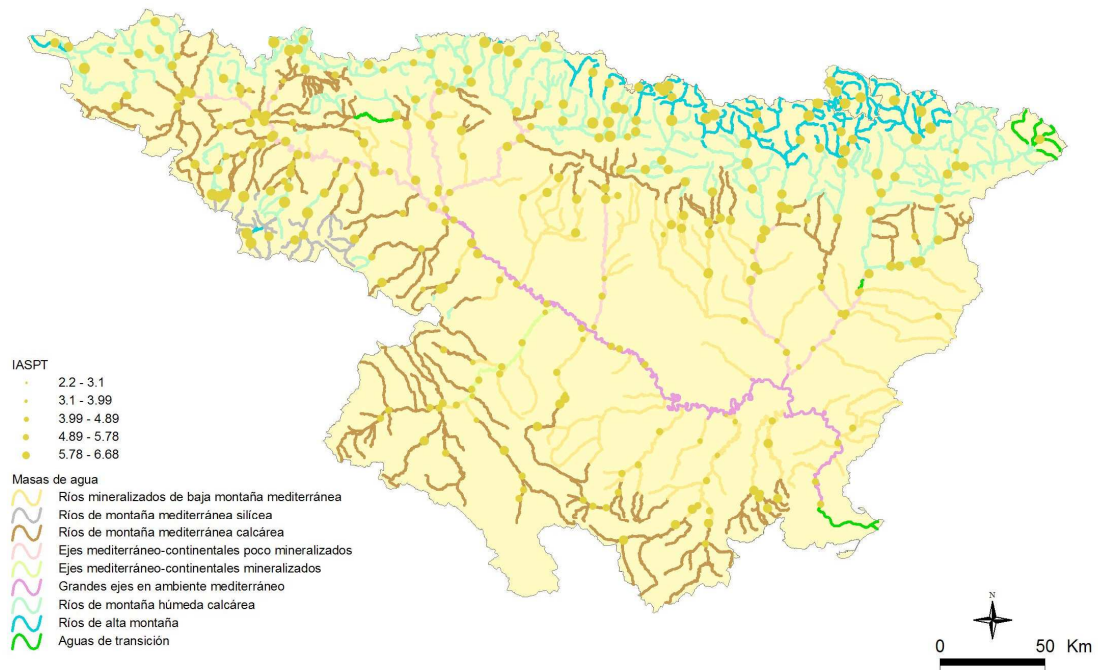 IASPT
2.2 - 3.1
3.1 - 3.99
3.99 - 4.89
4.89 - 5.78
5.78 - 6.68
Masas de agua
Ríos mineralizados de baja montaña mediterránea
Ríos de montaña mediterránea silícea
Ríos de montaña mediterránea calcárea
Ejes mediterráneo-continentales poco mineralizados
Ejes mediterráneo-continentales mineralizados
Grandes ejes en ambiente mediterráneo
Ríos de montaña húmeda calcárea
Ríos de alta montaña
Aguas de transición
N
0 50 Km